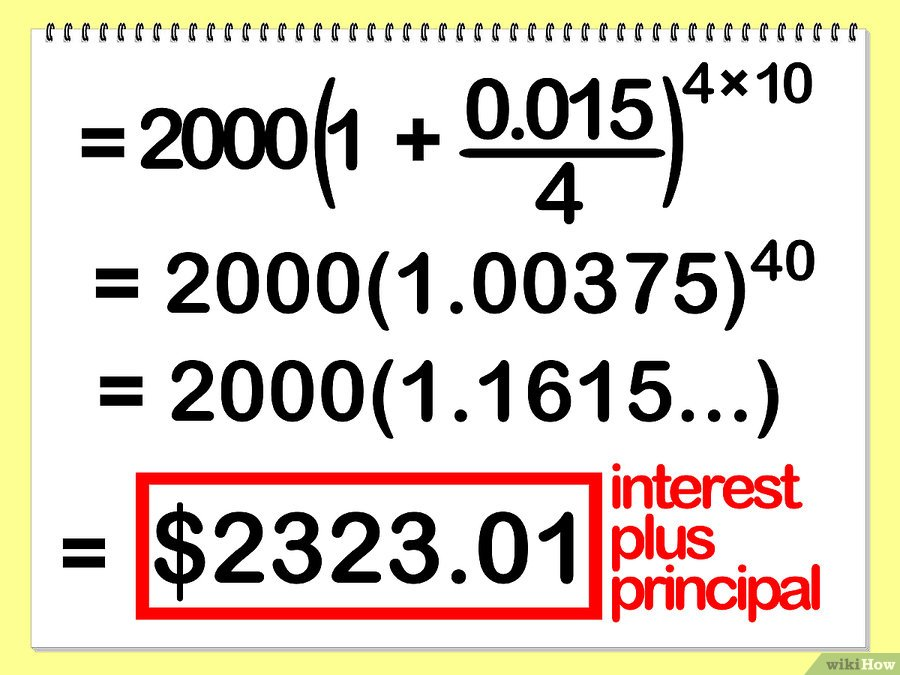 = 2000(1 + 0.015/4)^4×10
= 2000(1.00375)^40
= 2000(1.1615...)
= $2323.01
interest
plus
principal
wikiHow